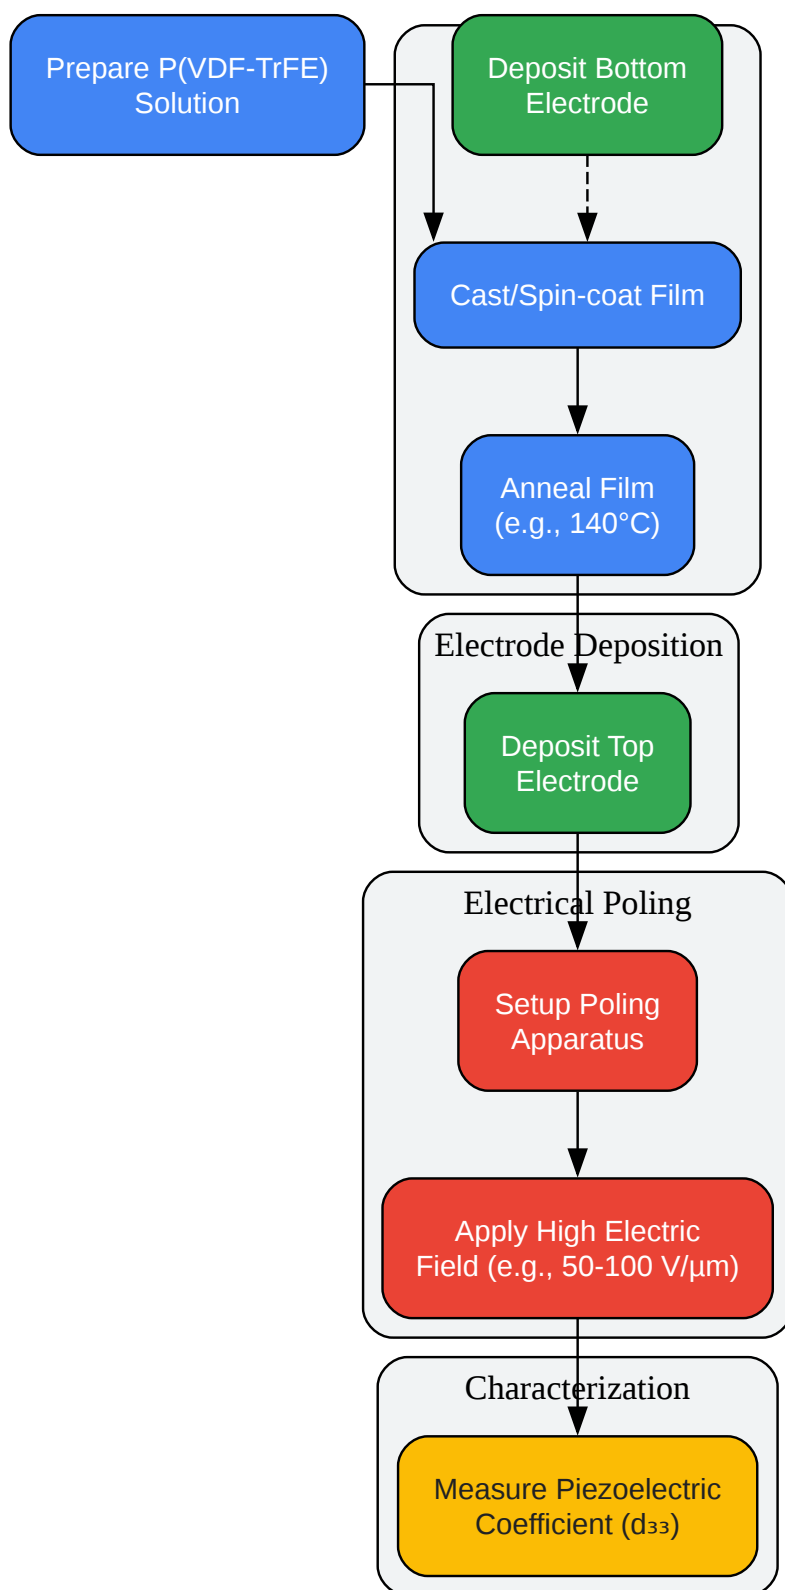 Prepare P(VDF-TrFE)
Solution
Deposit Bottom
Electrode
Cast/Spin-coat Film
Anneal Film
(e.g., 140°C)
Electrode Deposition
Deposit Top
Electrode
Electrical Poling
Setup Poling
Apparatus
Apply High Electric
Field (e.g., 50-100 V/µm)
Characterization
Measure Piezoelectric
Coefficient (d₃₃)